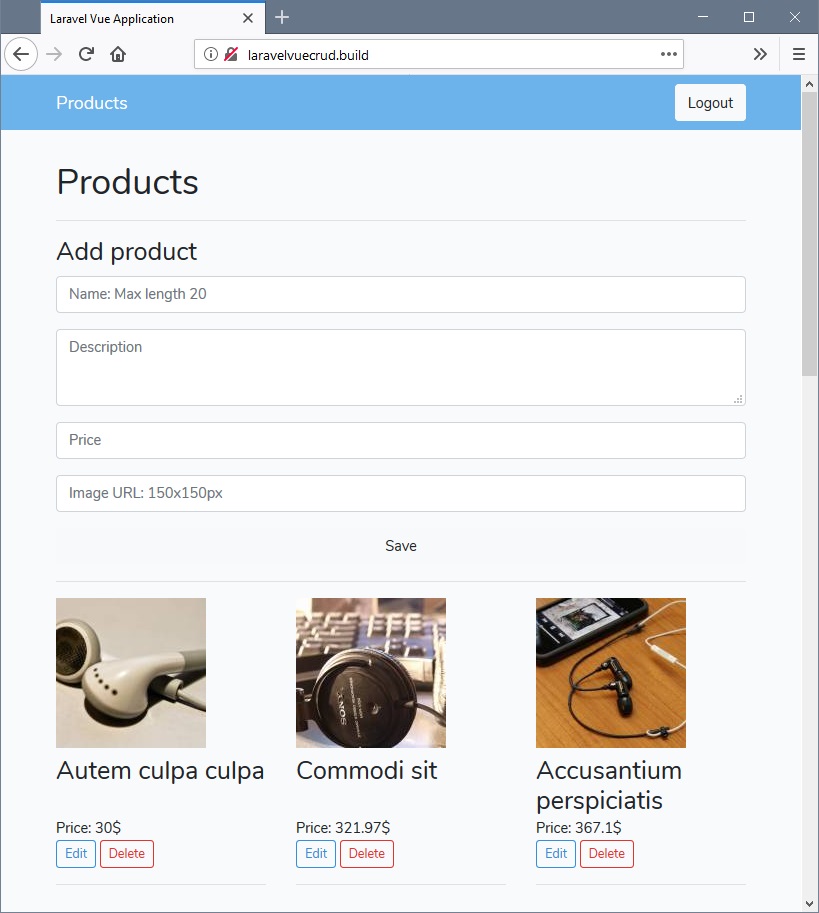 Laravel Vue Application
laravelvuecrud.build
Products
Logout
Products
Add product
Name: Max length 20
Description
Price
Image URL: 150x150px
Save
SONY
Autem culpa culpa
Commodi sit
Accusantium
perspiciatis
Price: 30$
Price: 321.97$
Price: 367.1$
Edit Delete
Edit Delete
Edit Delete